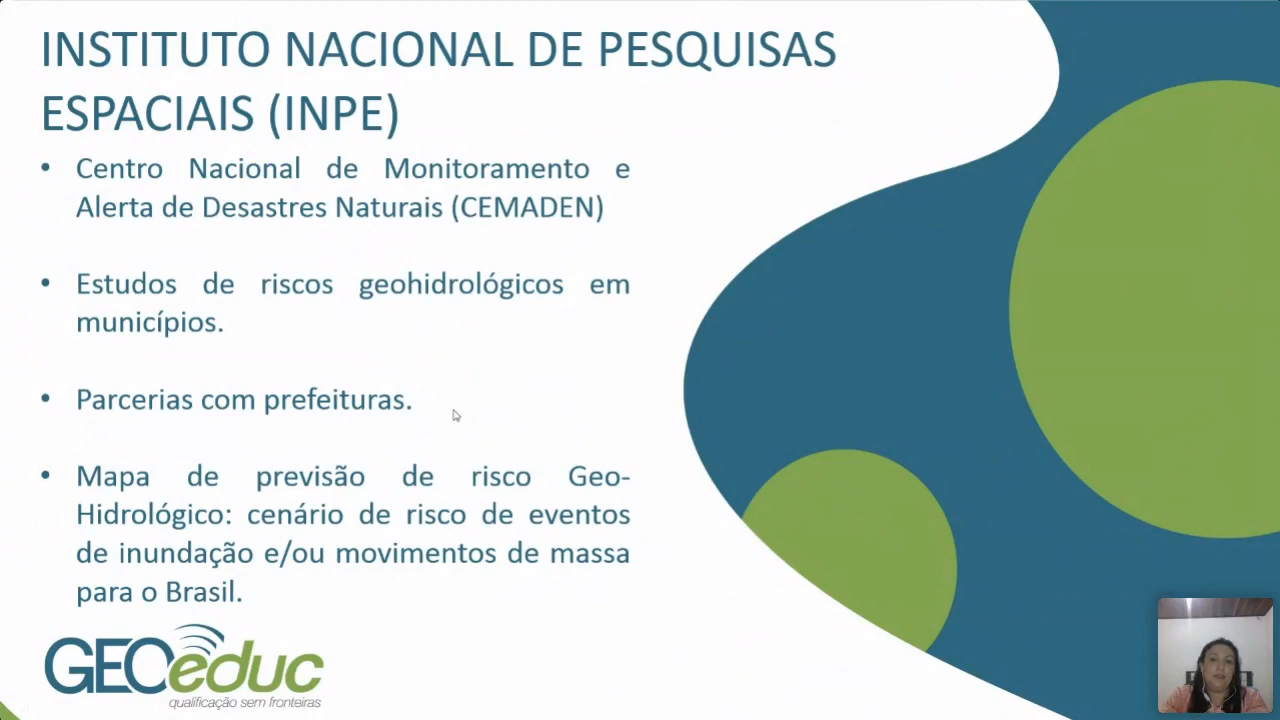 INSTITUTO NACIONAL DE PESQUISAS
ESPACIAIS (INPE)
• Centro Nacional de Monitoramento e
Alerta de Desastres Naturais (CEMADEN)
• Estudos de riscos geohidrológicos em
municípios.
• Parcerias com prefeituras.
• Mapa de previsão de risco Geo-
Hidrológico: cenário de risco de eventos
de inundação e/ou movimentos de massa
para o Brasil.
GEOeduc
qualificação sem fronteiras